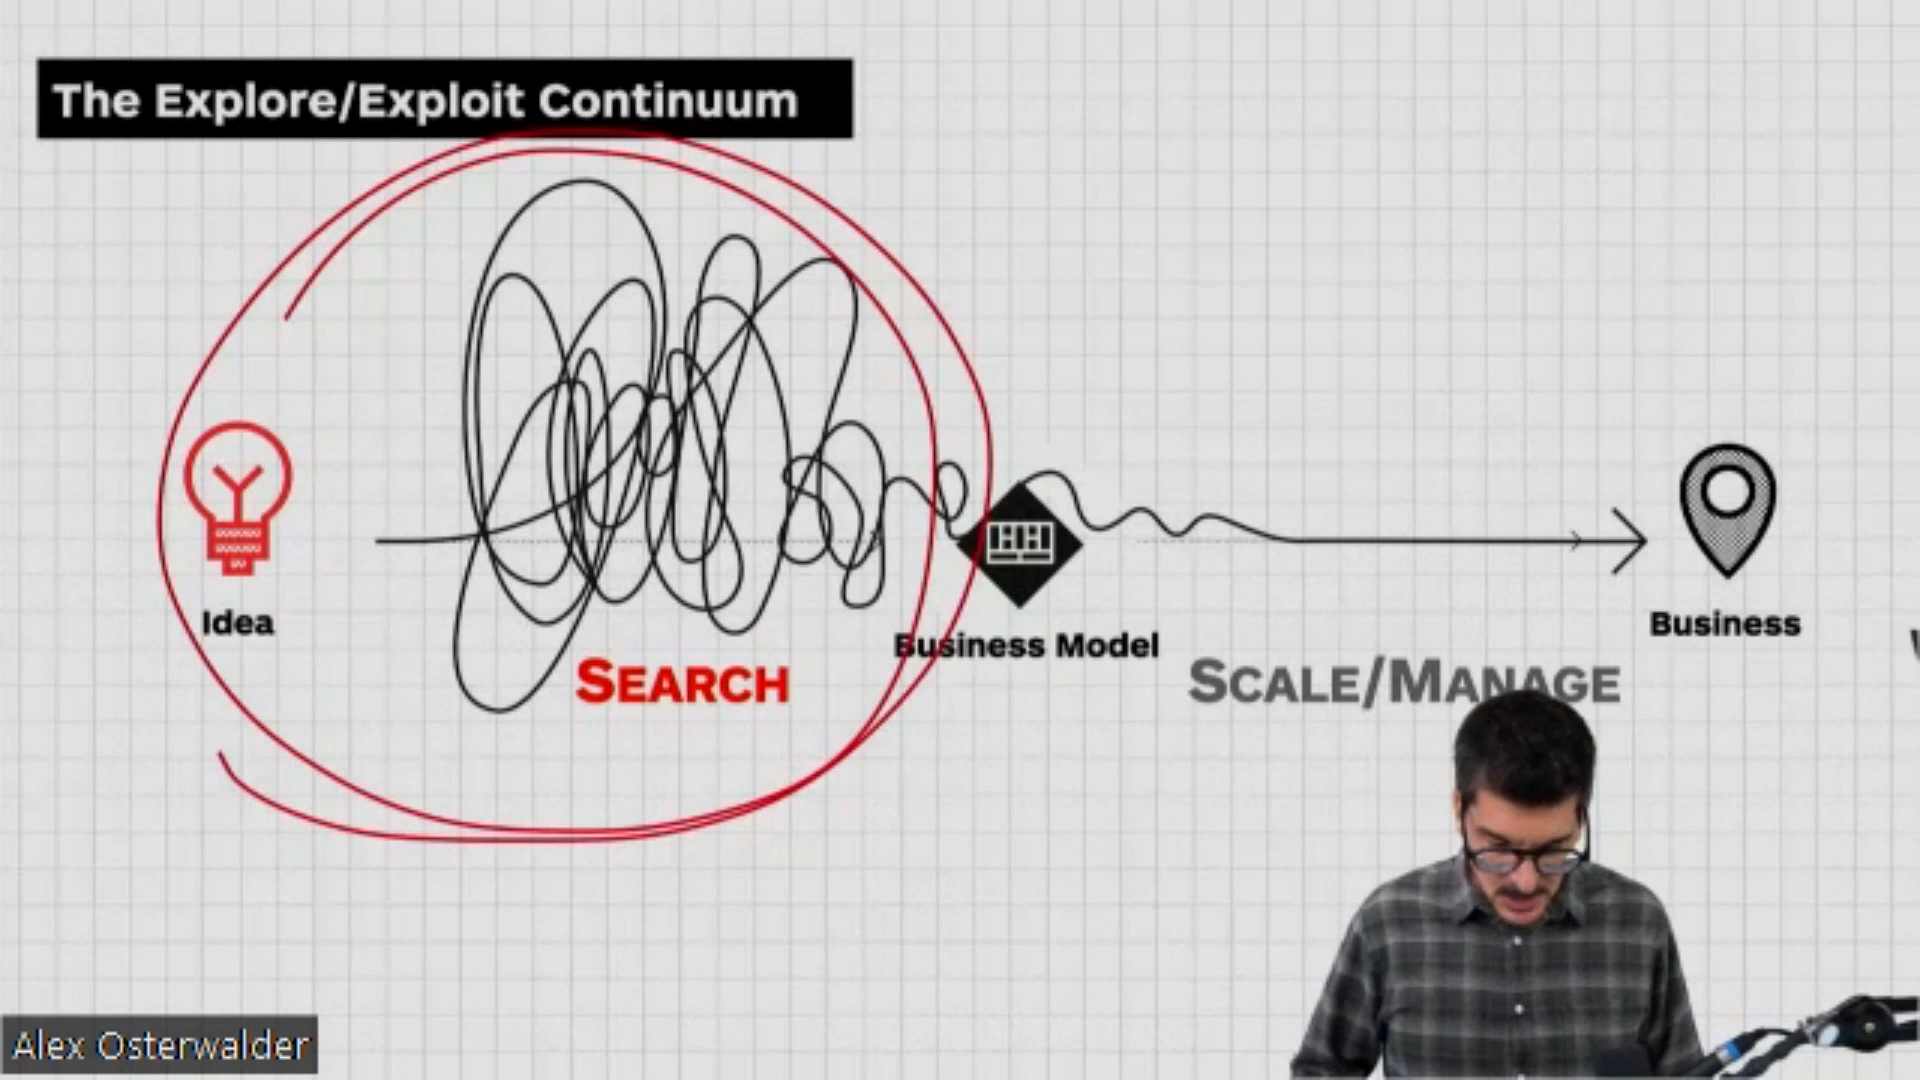 The Explore/Exploit Continuum
Idea
Business
Business Model
SEARCH
SCALE/MANAGE
Alex Osterwalder